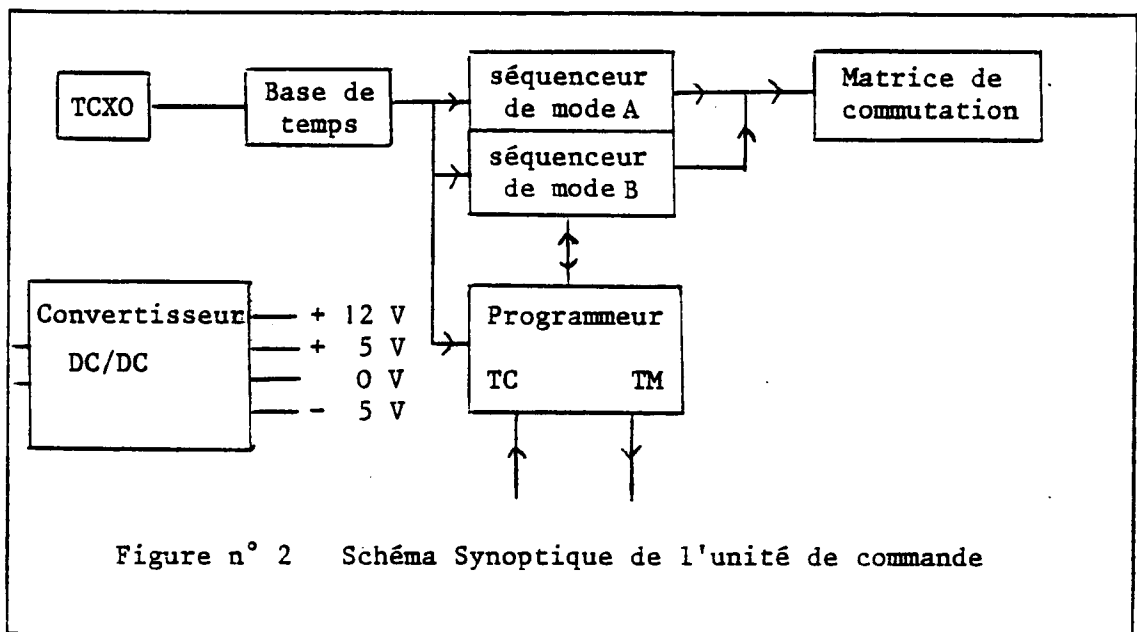 TCXO
Base de
temps
séquenceur
de mode A
séquenceur
de mode B
Matrice de
commutation
Convertisseur
DC/DC
+ 12 V
+ 5 V
0 V
- 5 V
Programmeur
TC TM
Figure n° 2 Schéma Synoptique de l'unité de commande